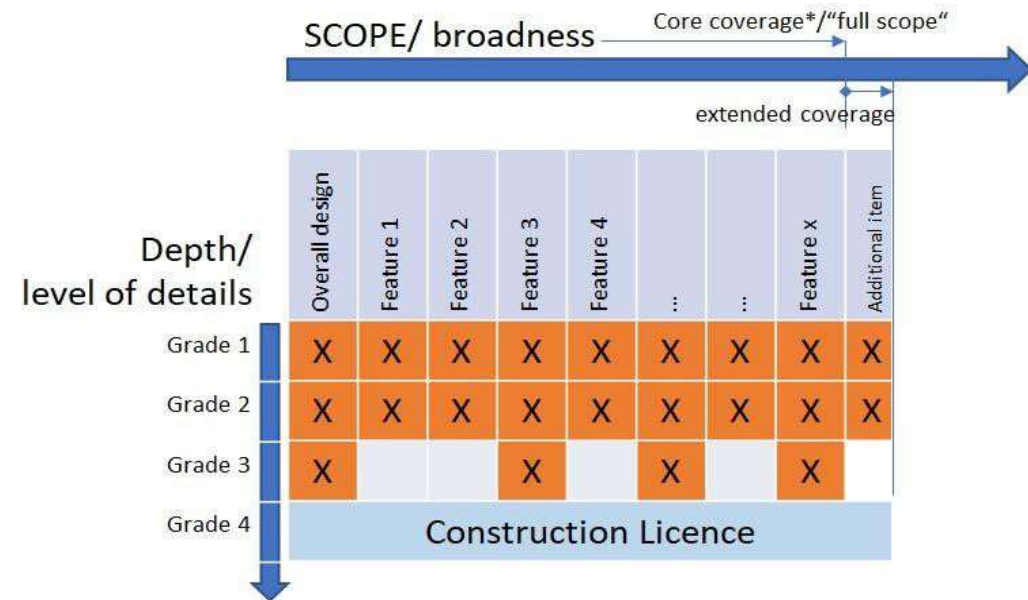 SCOPE/ broadness
Core coverage*/“full scope“
extended coverage
Depth/
level of details
Overall design
Feature 1
Feature 2
Feature 3
Feature 4
...
...
Feature x
Additional item
Grade 1
X X X X X X X X X
Grade 2
X X X X X X X X X
Grade 3
X X X X
Grade 4
Construction Licence